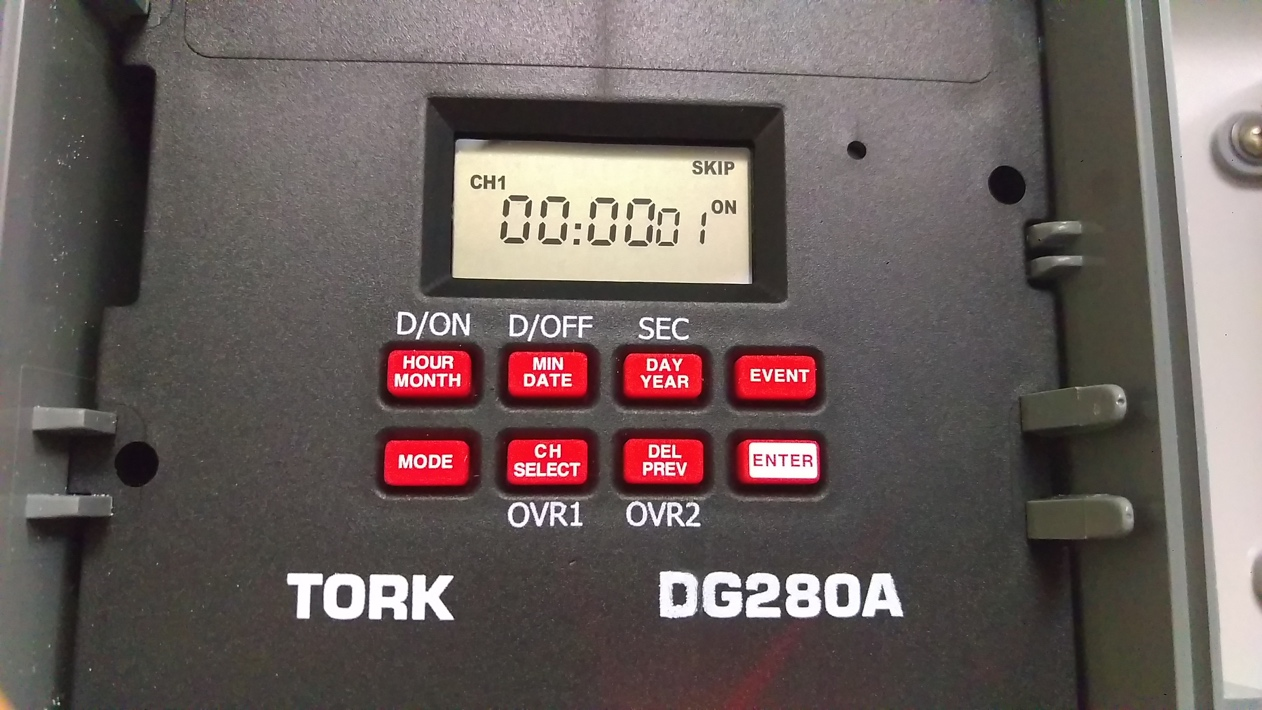 SKIP
CH1
00:00 01 ON
D/ON D/OFF SEC
HOUR MONTH
MIN DATE
DAY YEAR
EVENT
MODE
CH SELECT
DEL PREV
ENTER
OVR1 OVR2
TORK DG280A